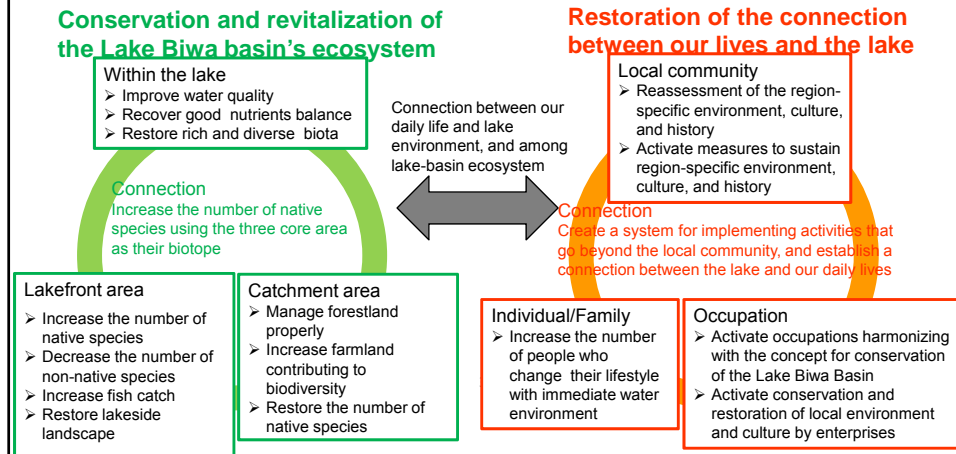 Conservation and revitalization of
the Lake Biwa basin's ecosystem
Within the lake
➢ Improve water quality
➢ Recover good nutrients balance
➢ Restore rich and diverse biota
Connection
Increase the number of native
species using the three core area
as their biotope
Lakefront area
➢ Increase the number of
native species
➢ Decrease the number of
non-native species
➢ Increase fish catch
➢ Restore lakeside
landscape
Catchment area
➢ Manage forestland
properly
➢ Increase farmland
contributing to
biodiversity
➢ Restore the number of
native species
Connection between our
daily life and lake
environment, and among
lake-basin ecosystem
Restoration of the connection
between our lives and the lake
Local community
➢ Reassessment of the region-
specific environment, culture,
and history
➢ Activate measures to sustain
region-specific environment,
culture, and history
Connection
Create a system for implementing activities that
go beyond the local community, and establish a
connection between the lake and our daily lives
Individual/Family
➢ Increase the number
of people who
change their lifestyle
with immediate water
environment
Occupation
➢ Activate occupations harmonizing
with the concept for conservation
of the Lake Biwa Basin
➢ Activate conservation and
restoration of local environment
and culture by enterprises